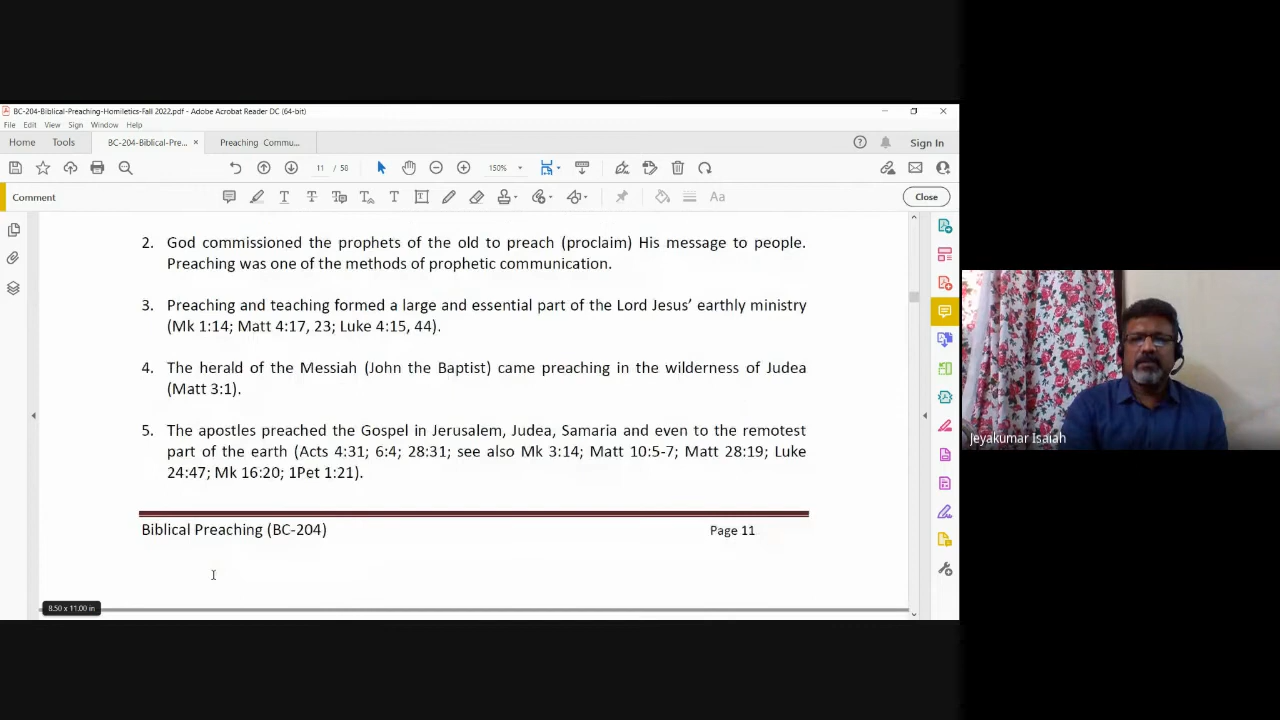 BC-204-Biblical-Preaching-Homiletics-Fall 2022.pdf - Adobe Acrobat Reader DC (64-bit)
File Edit View Sign Window Help
Home Tools BC-204-Biblical-Pre... × Preaching Commu... Sign In
11 / 58 150%
Comment Close
2. God commissioned the prophets of the old to preach (proclaim) His message to people.
Preaching was one of the methods of prophetic communication.
3. Preaching and teaching formed a large and essential part of the Lord Jesus’ earthly ministry
(Mk 1:14; Matt 4:17, 23; Luke 4:15, 44).
4. The herald of the Messiah (John the Baptist) came preaching in the wilderness of Judea
(Matt 3:1).
5. The apostles preached the Gospel in Jerusalem, Judea, Samaria and even to the remotest
part of the earth (Acts 4:31; 6:4; 28:31; see also Mk 3:14; Matt 10:5-7; Matt 28:19; Luke
24:47; Mk 16:20; 1Pet 1:21).
Biblical Preaching (BC-204) Page 11
8.50 x 11.00 in
Jeyakumar Isaiah